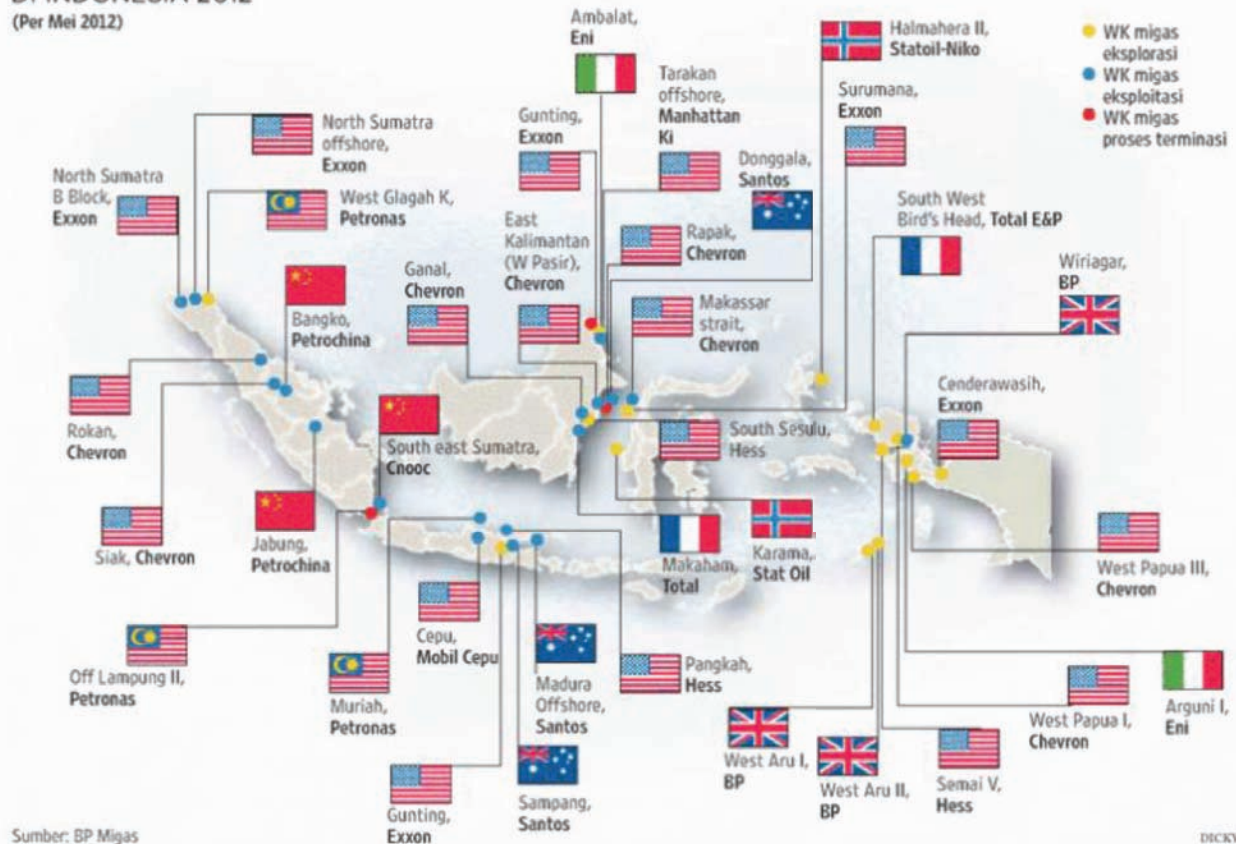 DI INDONESIA 2012
(Per Mei 2012)
WK migas
eksplorasi
WK migas
eksploitasi
WK migas
proses terminasi
Ambalat,
Eni
Halmahera II,
Statoil-Niko
Tarakan
offshore,
Manhattan
Ki
Surumana,
Exxon
Gunting,
Exxon
Donggala,
Santos
North Sumatra
offshore,
Exxon
North Sumatra
B Block,
Exxon
West Glagah K,
Petronas
South West
Bird's Head, Total E&P
Wiriagar,
BP
East
Kalimantan
(W Pasir),
Chevron
Rapak,
Chevron
Ganal,
Chevron
Makassar
strait,
Chevron
Bangko,
Petrochina
Cenderawasih,
Exxon
Rokan,
Chevron
South east Sumatra,
Cnooc
South Sesulu,
Hess
Siak, Chevron
Jabung,
Petrochina
Makaham,
Total
Karama,
Stat Oil
West Papua III,
Chevron
Off Lampung II,
Petronas
Muriah,
Petronas
Cepu,
Mobil Cepu
Madura
Offshore,
Santos
Pangkah,
Hess
West Aru I,
BP
West Aru II,
BP
Semai V,
Hess
West Papua I,
Chevron
Arguni I,
Eni
Gunting,
Exxon
Sampang,
Santos
Sumber: BP Migas
DICKY